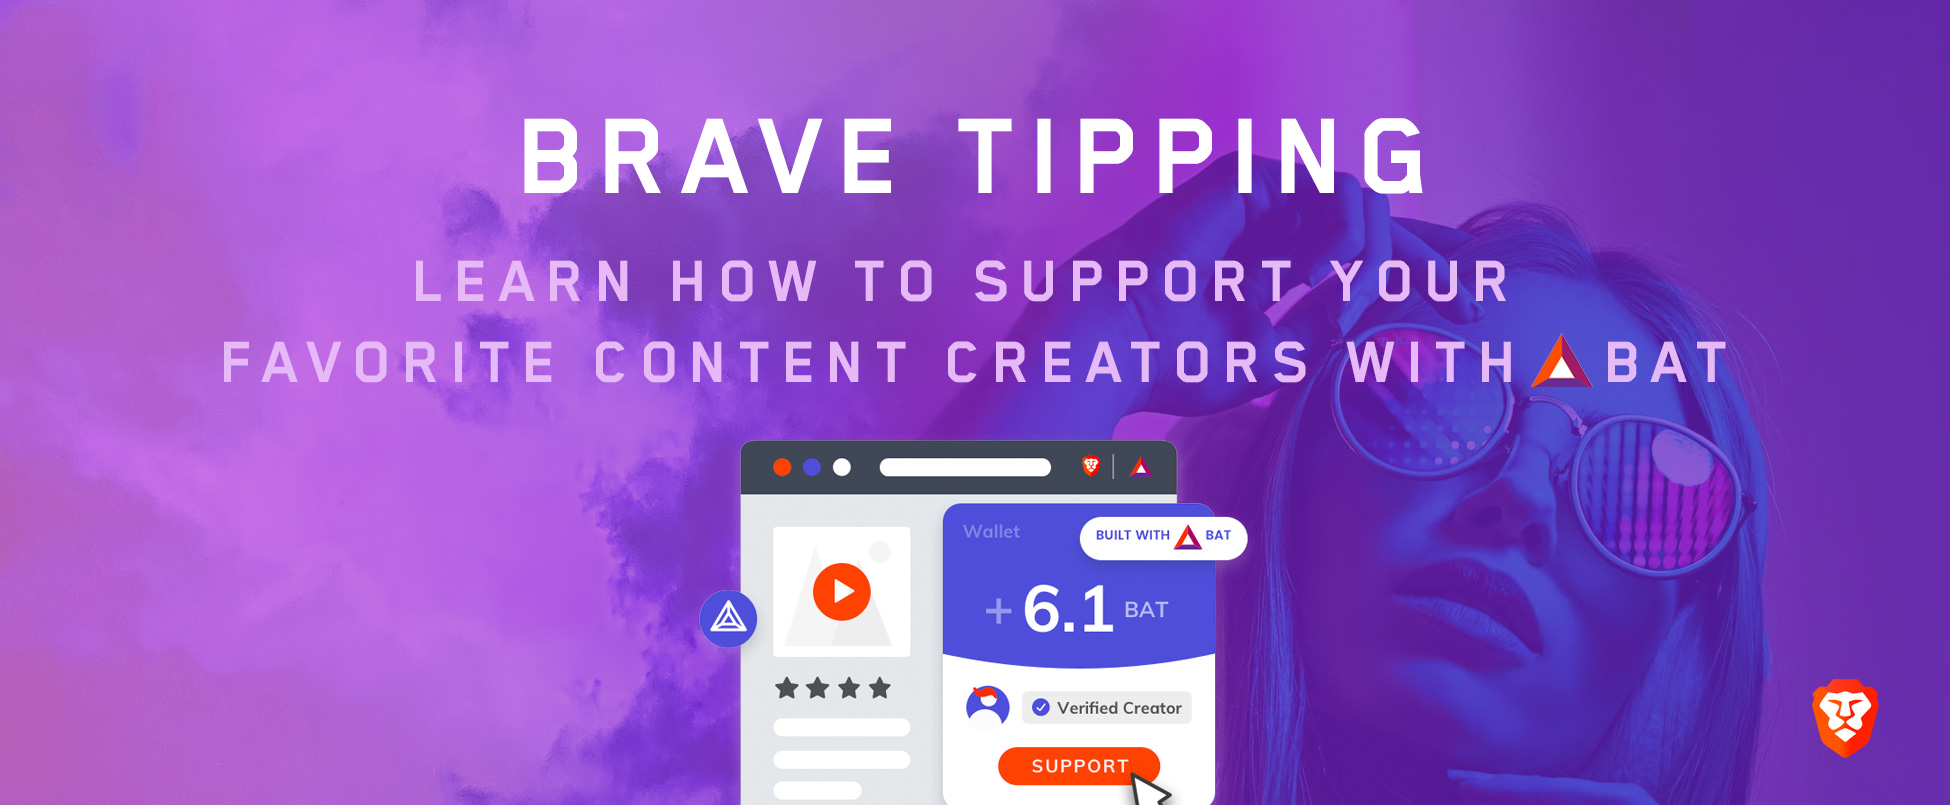 BRAVE TIPPING
LEARN HOW TO SUPPORT YOUR
FAVORITE CONTENT CREATORS WITH BAT
Wallet
BUILT WITH BAT
+ 6.1 BAT
Verified Creator
SUPPORT